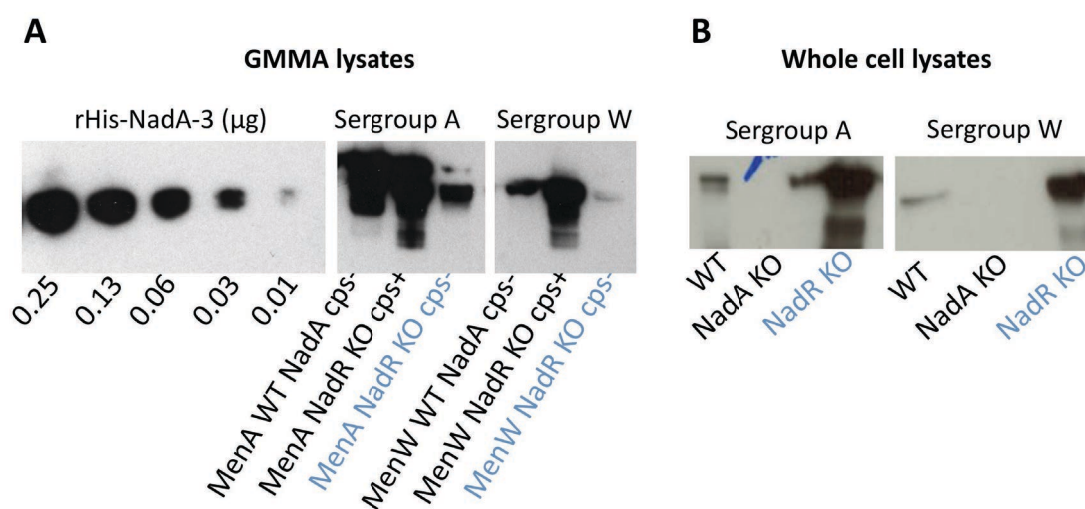 A
GMMA lysates
rHis-NadA-3 (µg)
Sergroup A
Sergroup W
0.25
0.13
0.06
0.03
0.01
MenA WT NadA cps-
MenA NadR KO cps+
MenA NadR KO cps-
MenW WT NadA cps-
MenW NadR KO cps+
MenW NadR KO cps-
B
Whole cell lysates
Sergroup A
Sergroup W
WT
NadA KO
NadR KO
WT
NadA KO
NadR KO